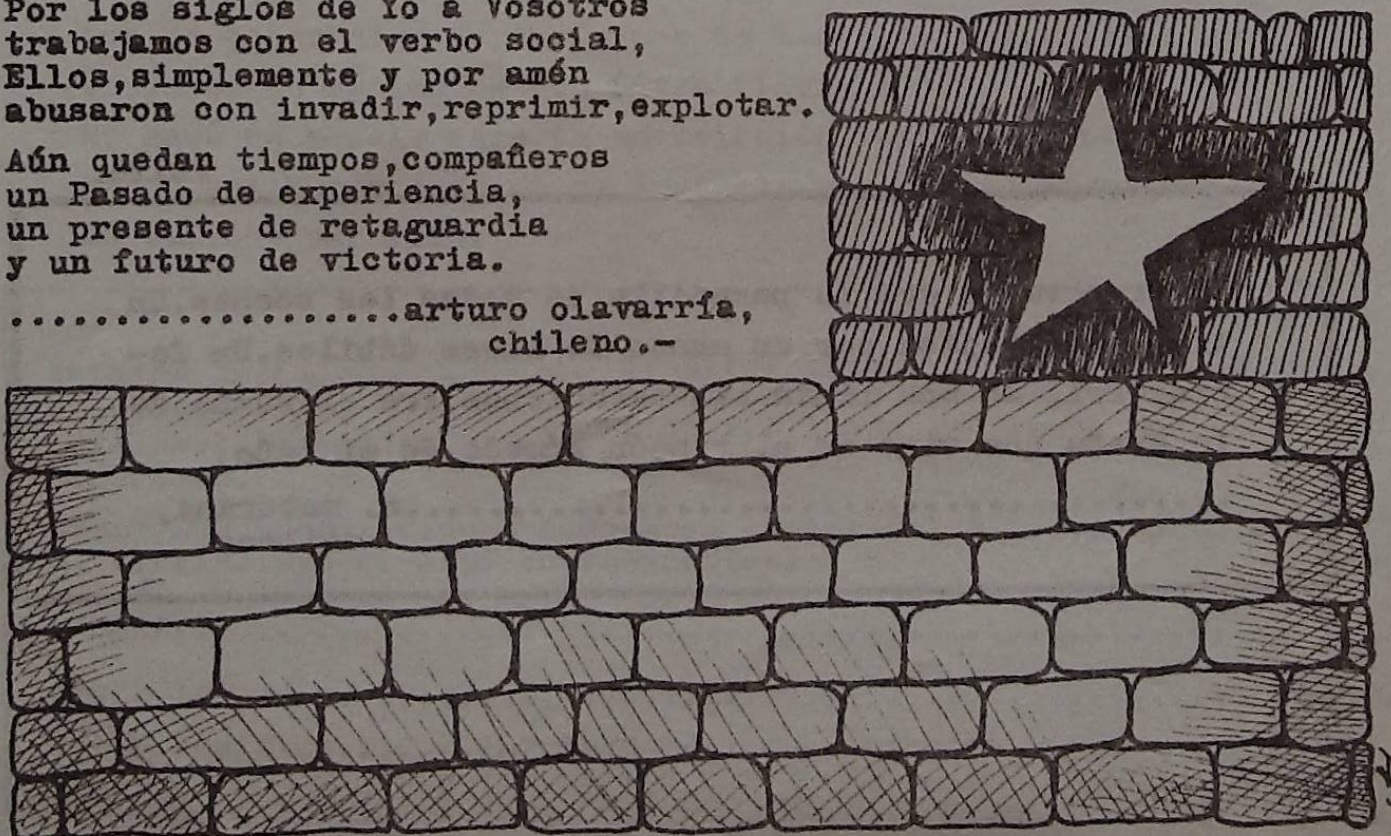 Por los siglos de Yo a Vosotros
trabajamos con el verbo social,
Ellos,simplemente y por amén
abusaron con invadir,reprimir,explotar.
Aún quedan tiempos,compañeros
un Pasado de experiencia,
un presente de retaguardia
y un futuro de victoria.
...................arturo olavarría,
chileno.-